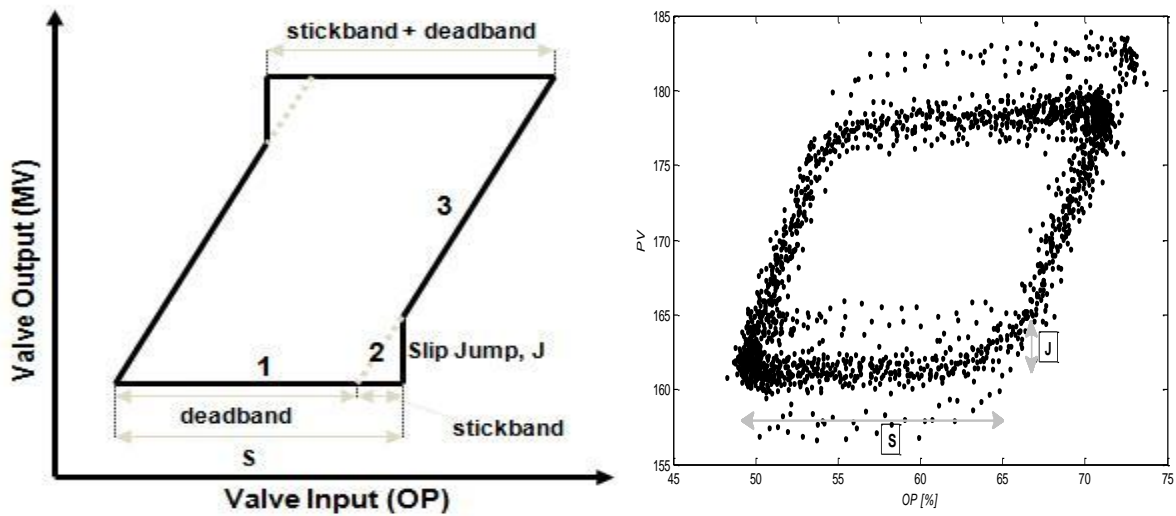 stickband + deadband
Valve Output (MV)
3
1
2
Slip Jump, J
deadband
stickband
S
Valve Input (OP)
185
180
175
170
165
160
155
PV
J
S
45
50
55
60
65
70
75
OP [%]